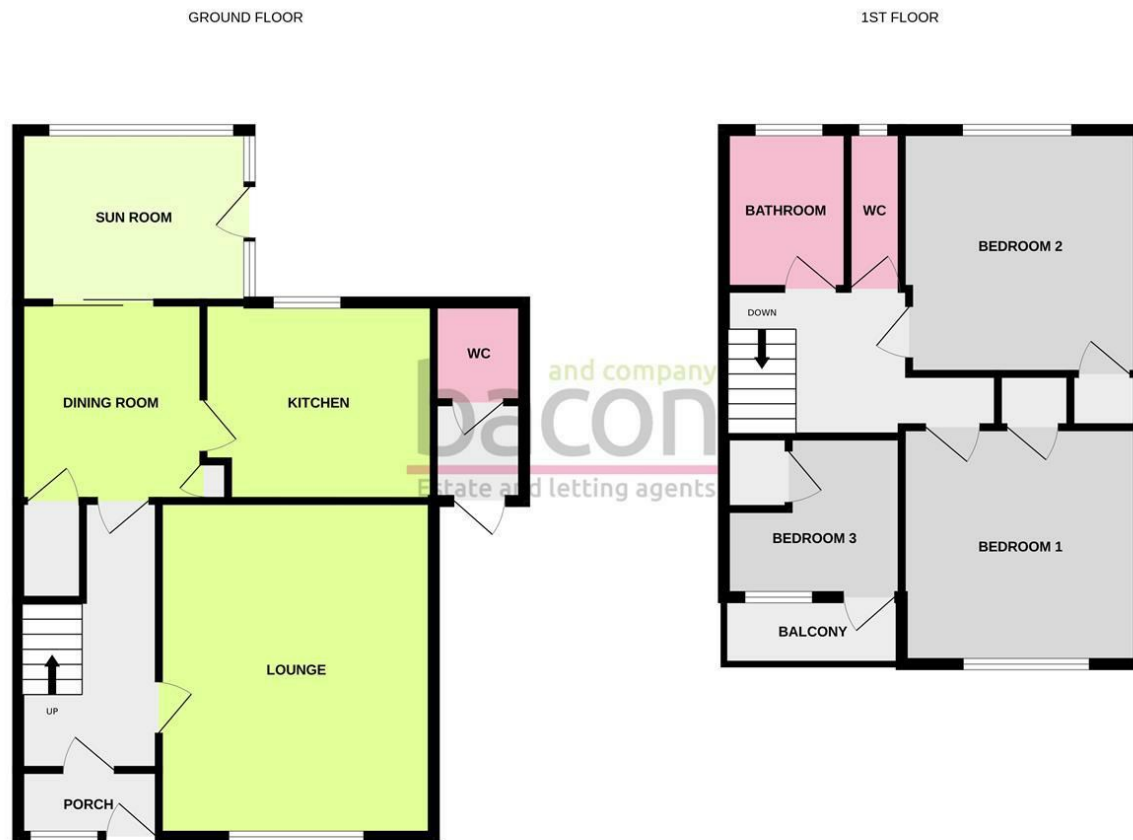 GROUND FLOOR
1ST FLOOR
SUN ROOM
DINING ROOM
KITCHEN
WC
LOUNGE
UP
PORCH
BATHROOM
WC
BEDROOM 2
DOWN
BEDROOM 3
BEDROOM 1
BALCONY
and company
bacon
Estate and letting agents